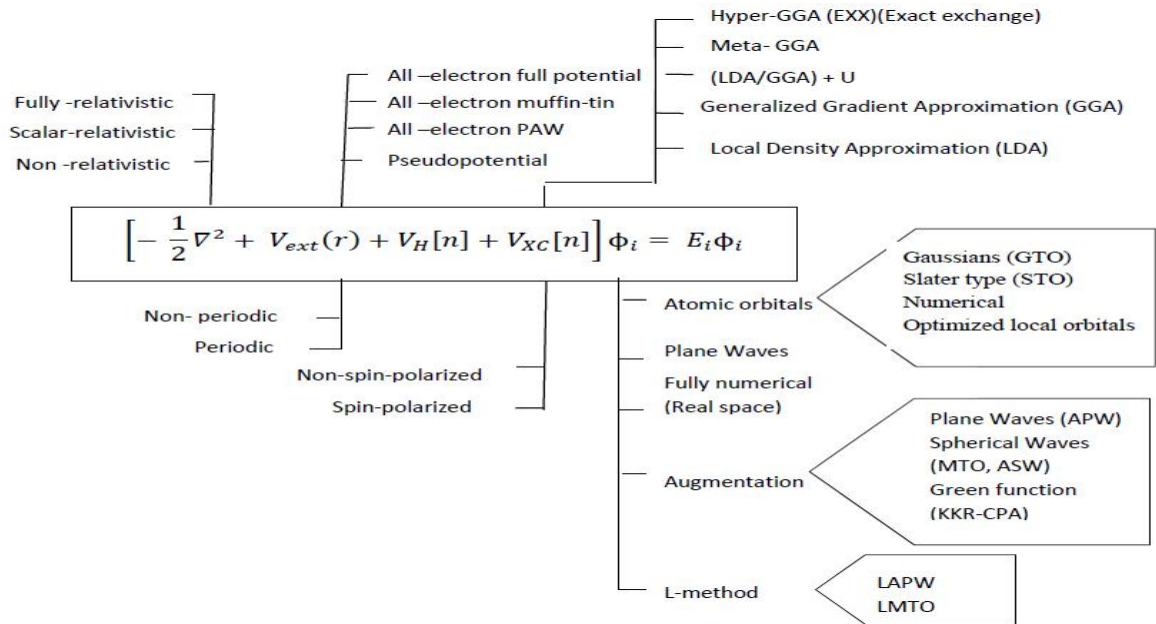 Hyper-GGA (EXX)(Exact exchange)
Meta- GGA
(LDA/GGA) + U
Generalized Gradient Approximation (GGA)
Local Density Approximation (LDA)
All –electron full potential
All –electron muffin-tin
All –electron PAW
Pseudopotential
Fully -relativistic
Scalar-relativistic
Non -relativistic
[- 1/2 ∇² + V_ext(r) + V_H[n] + V_XC[n]] ϕ_i = E_i ϕ_i
Non- periodic
Periodic
Non-spin-polarized
Spin-polarized
Atomic orbitals
Gaussians (GTO)
Slater type (STO)
Numerical
Optimized local orbitals
Plane Waves
Fully numerical
(Real space)
Augmentation
Plane Waves (APW)
Spherical Waves
(MTO, ASW)
Green function
(KKR-CPA)
L-method
LAPW
LMTO